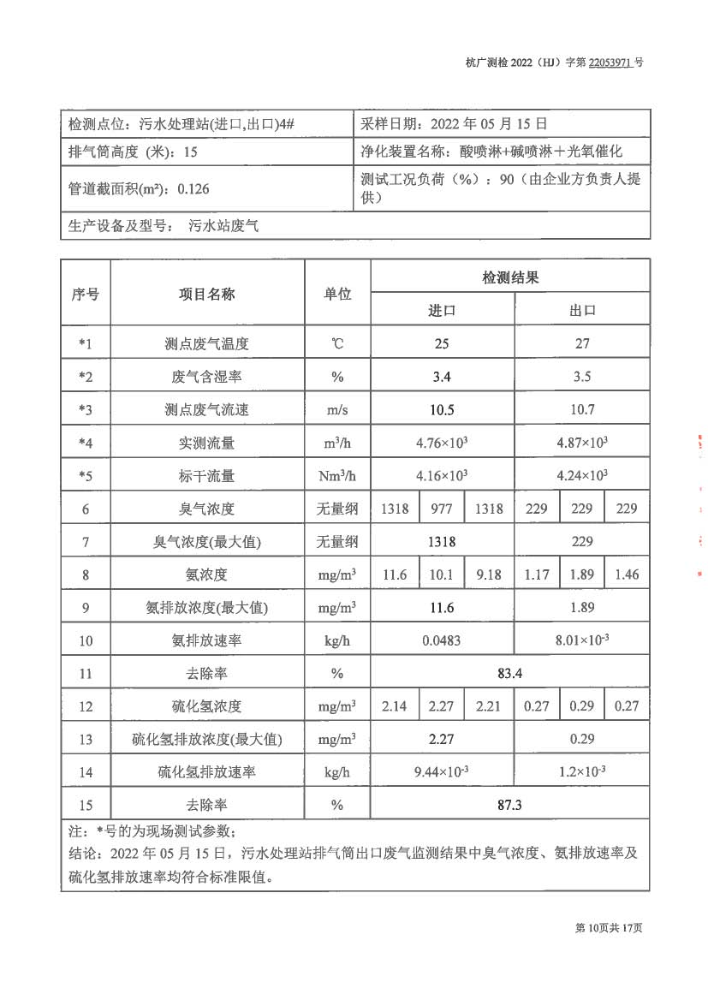 杭广测检 2022（HJ）字第 22053971 号
检测点位：污水处理站(进口,出口)4# 采样日期：2022 年 05 月 15 日
排气筒高度 (米)：15 净化装置名称：酸喷淋+碱喷淋＋光氧催化
管道截面积(m²)：0.126 测试工况负荷（%）：90（由企业方负责人提
供）
生产设备及型号： 污水站废气
序号 项目名称 单位 检测结果
进口 出口
*1 测点废气温度 ℃ 25 27
*2 废气含湿率 % 3.4 3.5
*3 测点废气流速 m/s 10.5 10.7
*4 实测流量 m³/h 4.76×10³ 4.87×10³
*5 标干流量 Nm³/h 4.16×10³ 4.24×10³
6 臭气浓度 无量纲 1318 977 1318 229 229 229
7 臭气浓度(最大值) 无量纲 1318 229
8 氨浓度 mg/m³ 11.6 10.1 9.18 1.17 1.89 1.46
9 氨排放浓度(最大值) mg/m³ 11.6 1.89
10 氨排放速率 kg/h 0.0483 8.01×10⁻³
11 去除率 % 83.4
12 硫化氢浓度 mg/m³ 2.14 2.27 2.21 0.27 0.29 0.27
13 硫化氢排放浓度(最大值) mg/m³ 2.27 0.29
14 硫化氢排放速率 kg/h 9.44×10⁻³ 1.2×10⁻³
15 去除率 % 87.3
注：*号的为现场测试参数；
结论：2022 年 05 月 15 日，污水处理站排气筒出口废气监测结果中臭气浓度、氨排放速率及
硫化氢排放速率均符合标准限值。
第 10页共 17页